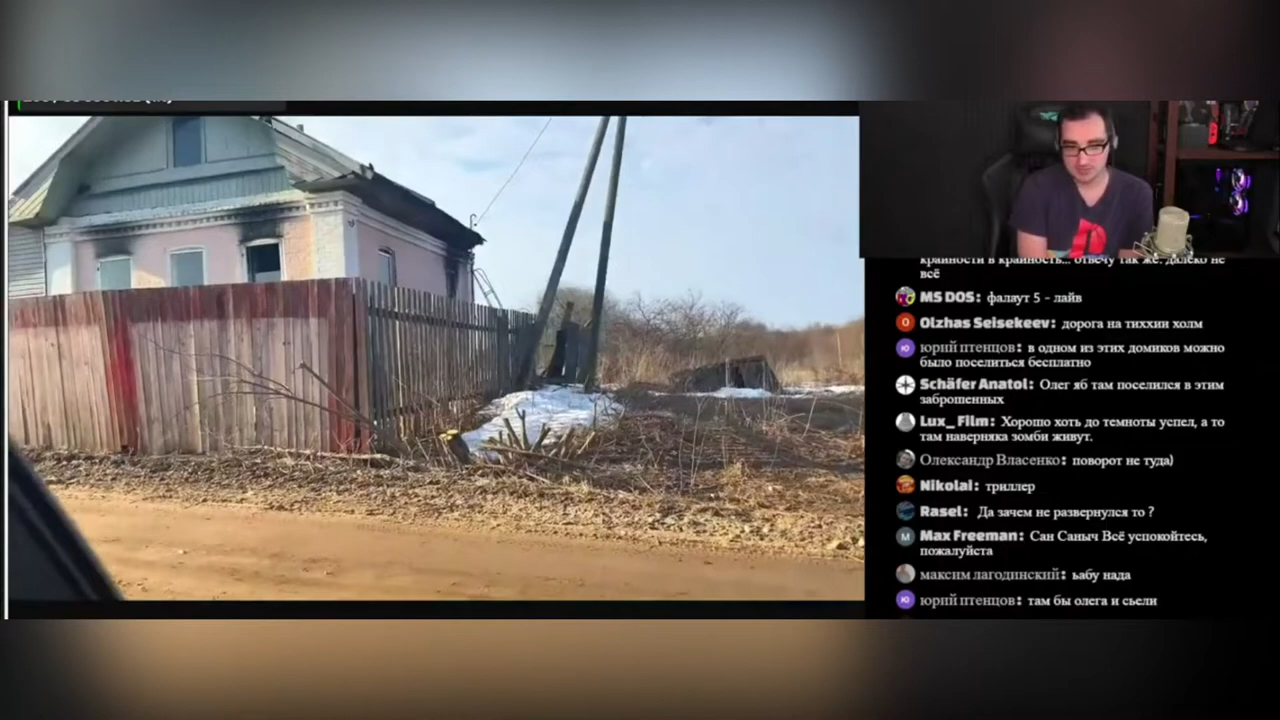 крайности в крайность... отвечу так же. далеко не
всё
MS DOS: фалаут 5 - лайв
Olzhas Seisekeev: дорога на тиххии холм
юрий птенцов: в одном из этих домиков можно
было поселиться бесплатно
Schäfer Anatol: Олег яб там поселился в этим
заброшенных
Lux_Film: Хорошо хоть до темноты успел, а то
там наверняка зомби живут.
Олександр Власенко: поворот не туда)
Nikolai: триллер
Rasel: Да зачем не развернулся то ?
Max Freeman: Сан Саныч Всё успокойтесь,
пожалуйста
максим лагодинский: ьабу нада
юрий птенцов: там бы олега и сьели